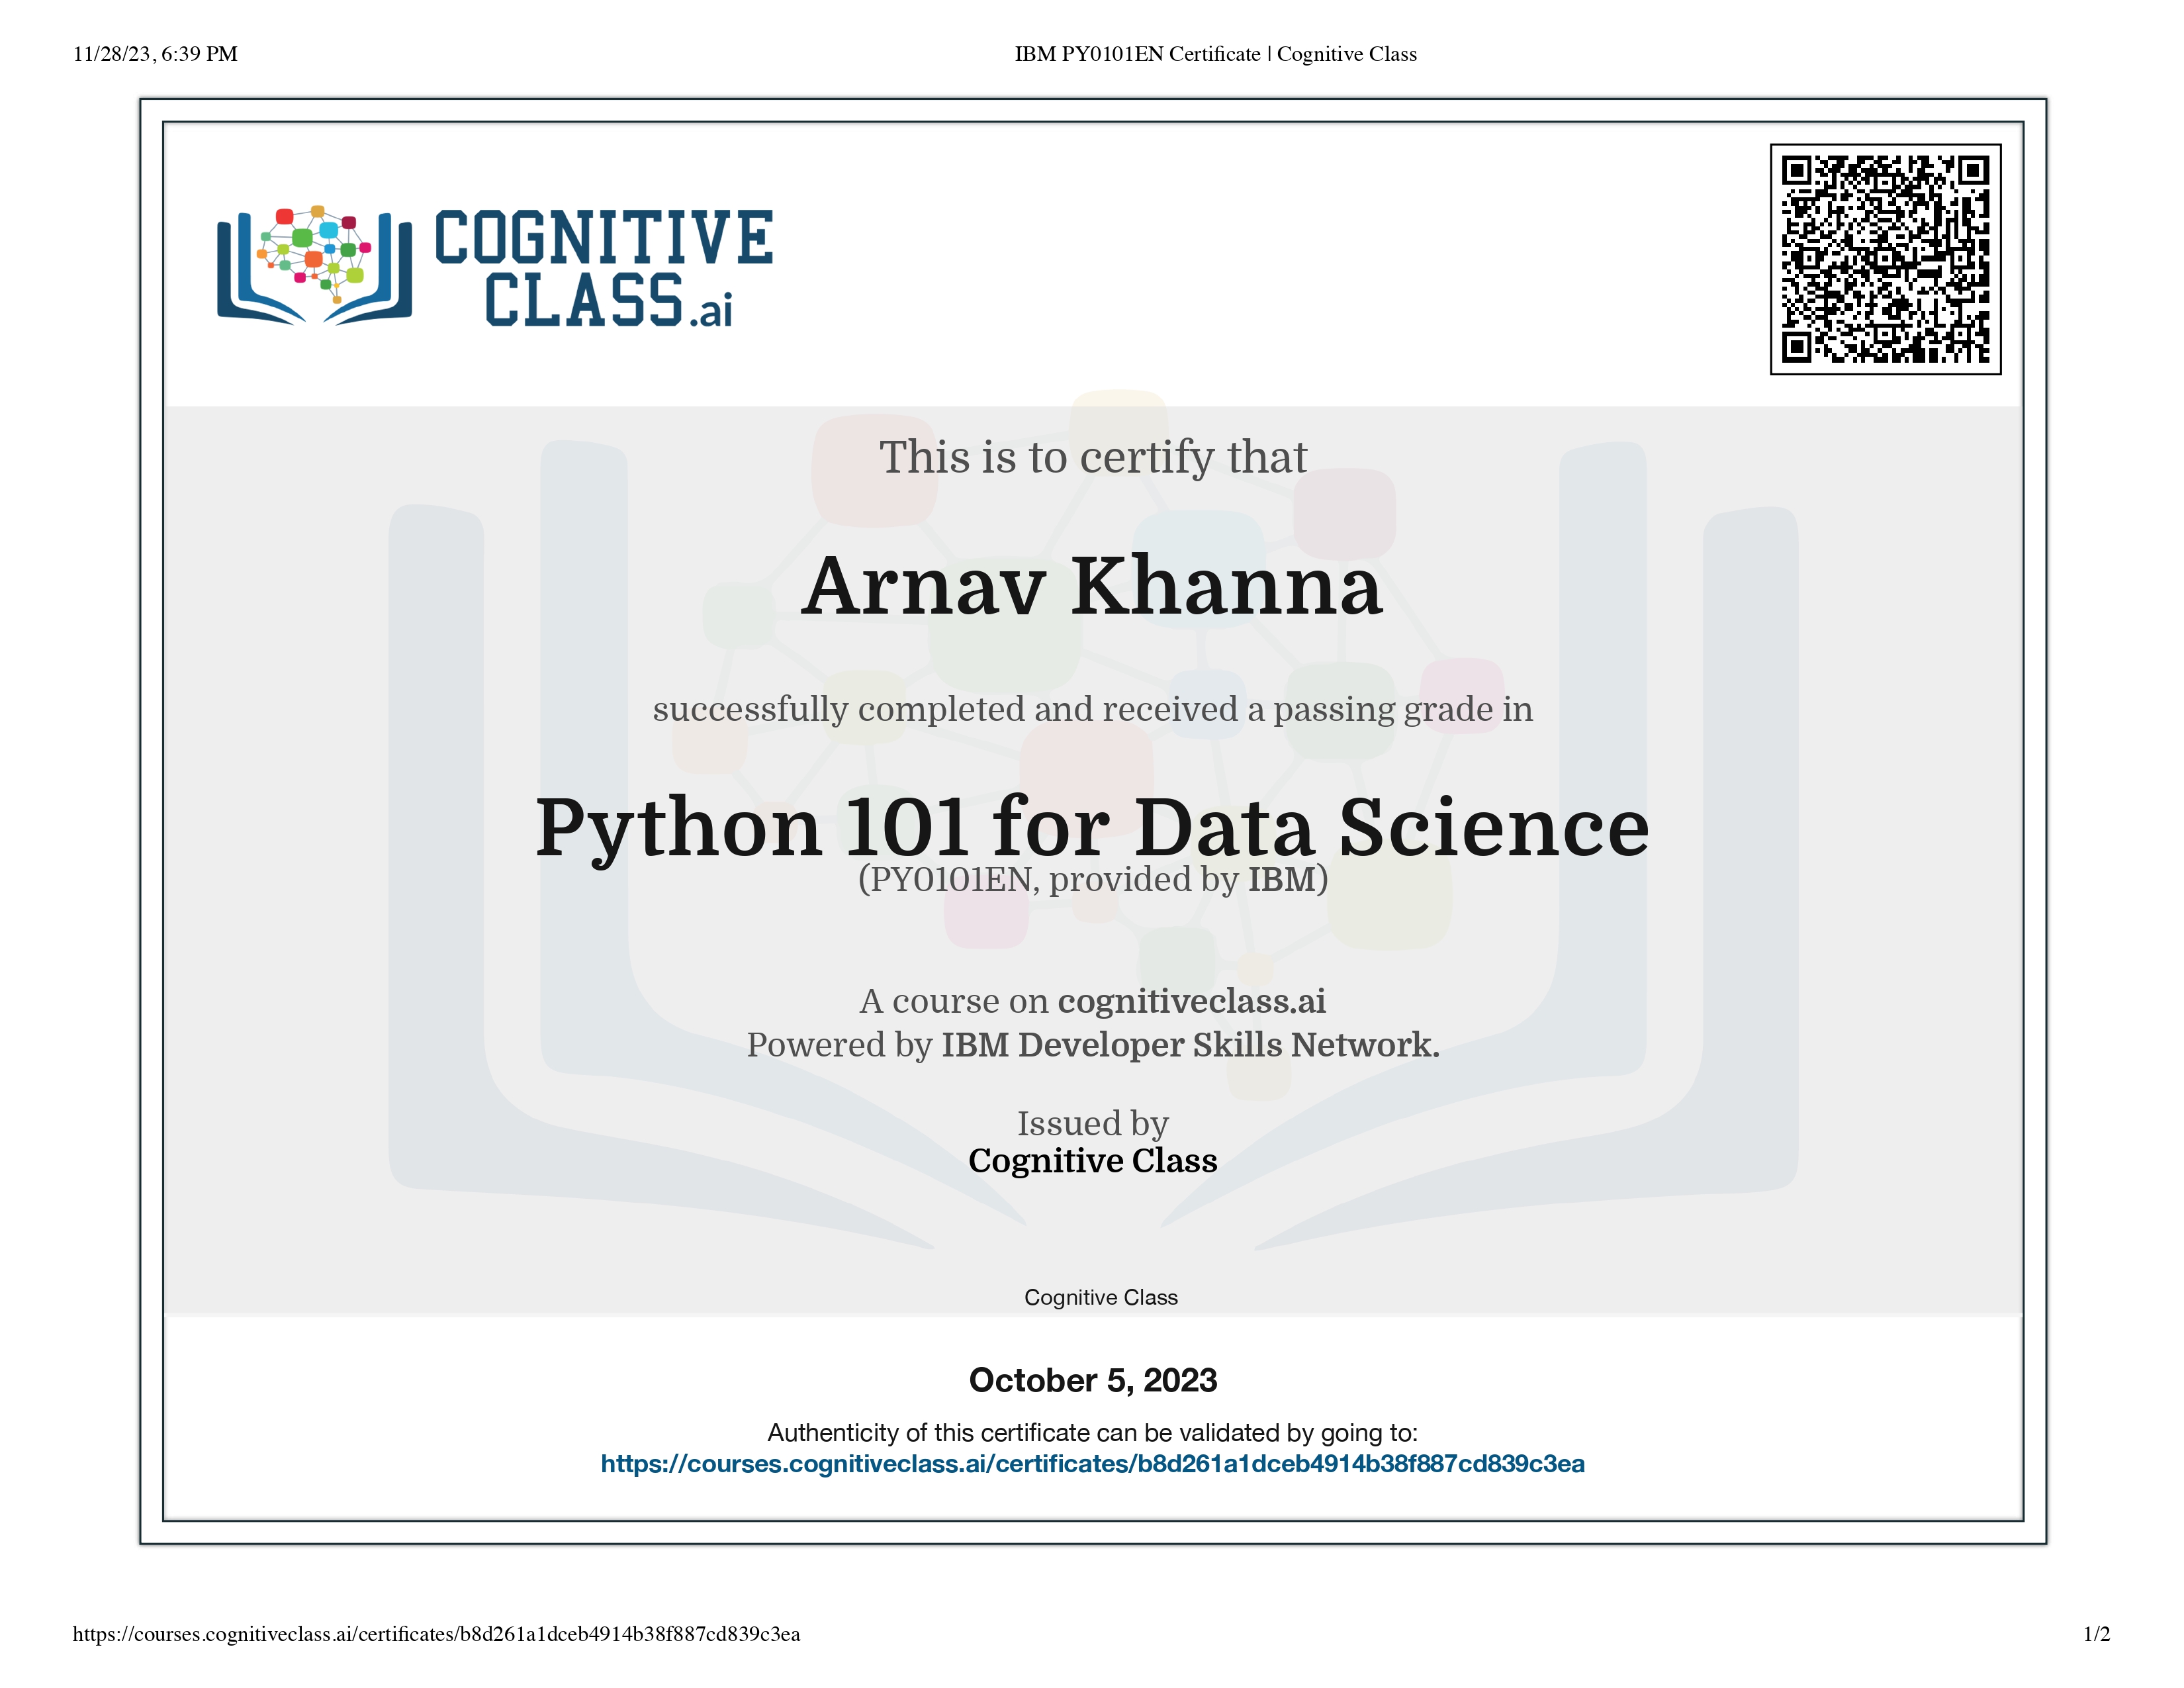 11/28/23, 6:39 PM
IBM PY0101EN Certificate | Cognitive Class
COGNITIVE
CLASS.ai
This is to certify that
Arnav Khanna
successfully completed and received a passing grade in
Python 101 for Data Science
(PY0101EN, provided by IBM)
A course on cognitiveclass.ai
Powered by IBM Developer Skills Network.
Issued by
Cognitive Class
Cognitive Class
October 5, 2023
Authenticity of this certificate can be validated by going to:
https://courses.cognitiveclass.ai/certificates/b8d261a1dceb4914b38f887cd839c3ea
https://courses.cognitiveclass.ai/certificates/b8d261a1dceb4914b38f887cd839c3ea
1/2